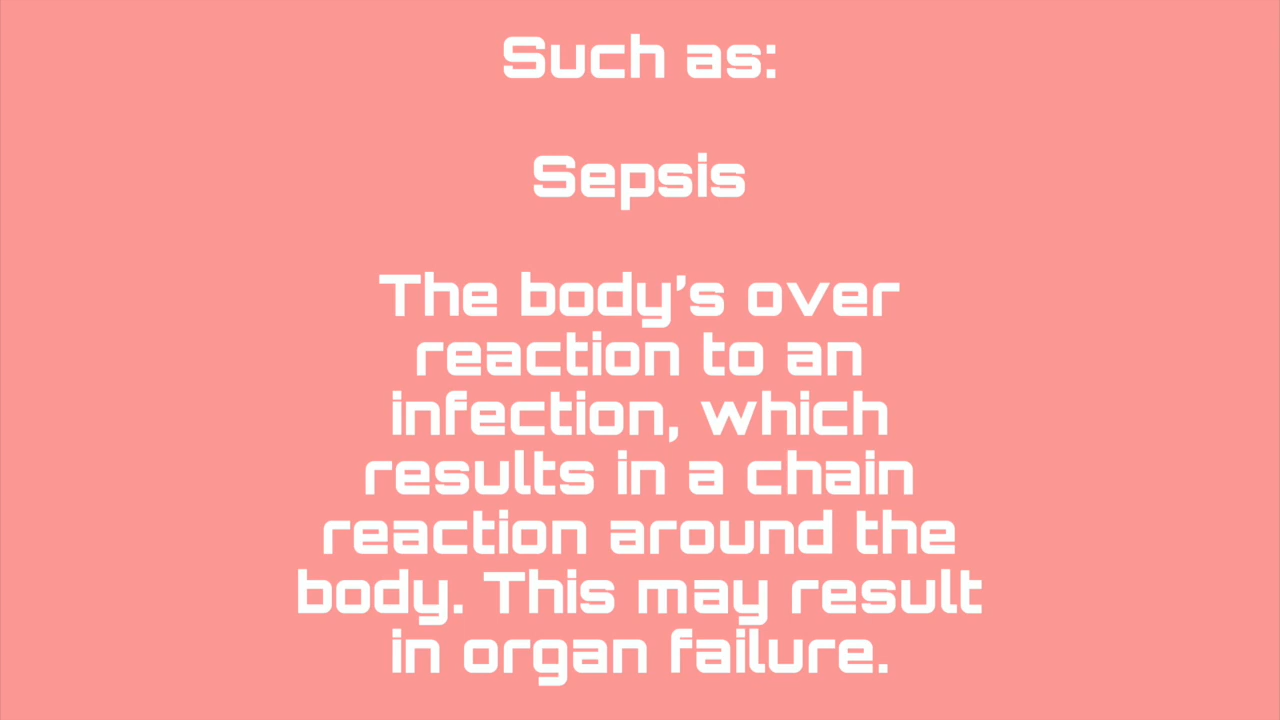 Such as:
Sepsis
The body’s over
reaction to an
infection, which
results in a chain
reaction around the
body. This may result
in organ failure.